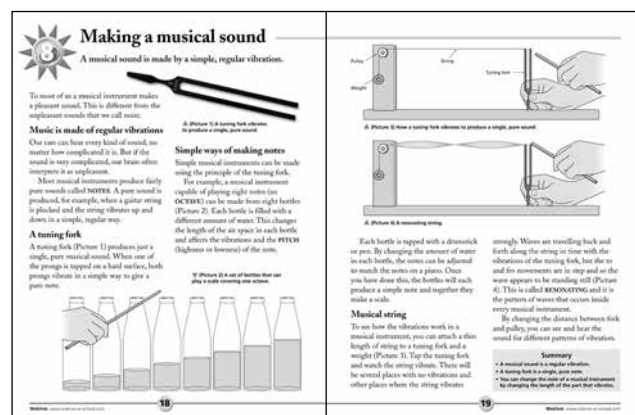 8
Making a musical sound
A musical sound is made by a simple, regular vibration.
To most of us a musical instrument makes
a pleasant sound. This is different from the
unpleasant sounds that we call noise.
Music is made of regular vibrations
Our ears can hear every kind of sound, no
matter how complicated it is. But if the
sound is very complicated, our brain often
interprets it as unpleasant.
Most musical instruments produce fairly
pure sounds called NOTES. A pure sound is
produced, for example, when a guitar string
is plucked and the string vibrates up and
down in a simple, regular way.
A tuning fork
A tuning fork (Picture 1) produces just a
single, pure musical sound. When one of
the prongs is tapped on a hard surface, both
prongs vibrate in a simple way to give a
pure note.
(Picture 1) A tuning fork vibrates
to produce a single, pure sound.
Simple ways of making notes
Simple musical instruments can be made
using the principle of the tuning fork.
For example, a musical instrument
capable of playing eight notes (an
OCTAVE) can be made from eight bottles
(Picture 2). Each bottle is filled with a
different amount of water. This changes
the length of the air space in each bottle
and affects the vibrations and the PITCH
(highness or lowness) of the note.
(Picture 2) A set of bottles that can
play a scale covering one octave.
Weblink: www.science-at-school.com
18
Pulley
String
Tuning fork
Weight
(Picture 3) How a tuning fork vibrates to produce a single, pure sound.
(Picture 4) A resonating string.
Each bottle is tapped with a drumstick
or pen. By changing the amount of water
in each bottle, the notes can be adjusted
to match the notes on a piano. Once
you have done this, the bottles will each
produce a simple note and together they
make a scale.
Musical string
To see how the vibrations work in a
musical instrument, you can attach a thin
length of string to a tuning fork and a
weight (Picture 3). Tap the tuning fork
and watch the string vibrate. There will
be several places with no vibrations and
other places where the string vibrates
strongly. Waves are travelling back and
forth along the string in time with the
vibrations of the tuning fork, but the to
and fro movements are in step and so the
wave appears to be standing still (Picture
4). This is called RESONATING and it is
the pattern of waves that occurs inside
every musical instrument.
By changing the distance between fork
and pulley, you can see and hear the
sound for different patterns of vibration.
Summary
• A musical sound is a regular vibration.
• A tuning fork is a single, pure note.
• You can change the note of a musical instrument
by changing the length of the part that vibrates.
19
Weblink: www.science-at-school.com